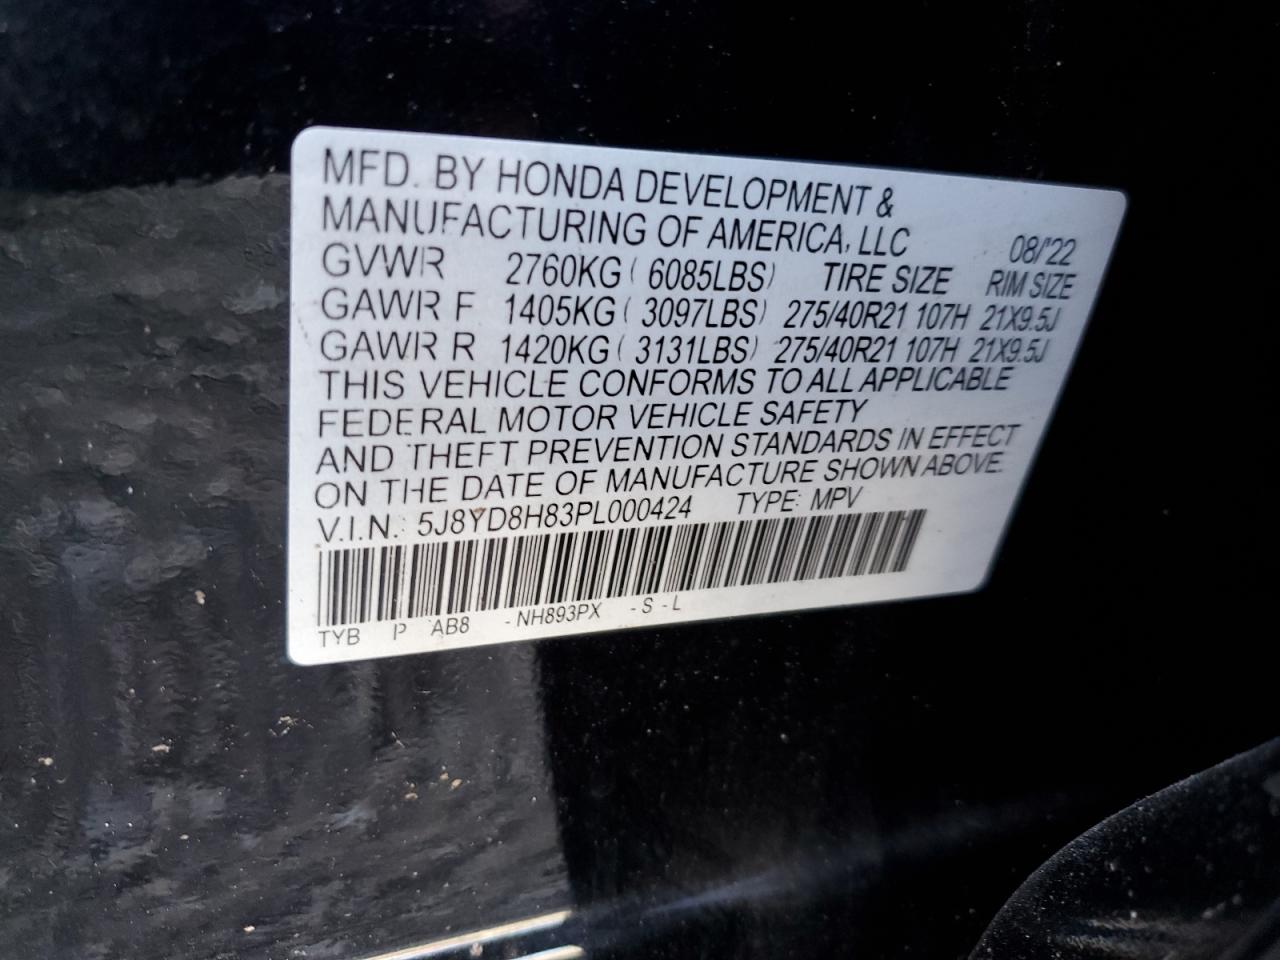 MFD. BY HONDA DEVELOPMENT &
MANUFACTURING OF AMERICA, LLC 08/'22
GVWR 2760KG ( 6085LBS) TIRE SIZE RIM SIZE
GAWR F 1405KG ( 3097LBS) 275/40R21 107H 21X9.5J
GAWR R 1420KG ( 3131LBS) 275/40R21 107H 21X9.5J
THIS VEHICLE CONFORMS TO ALL APPLICABLE
FEDERAL MOTOR VEHICLE SAFETY
AND THEFT PREVENTION STANDARDS IN EFFECT
ON THE DATE OF MANUFACTURE SHOWN ABOVE.
V.I.N.: 5J8YD8H83PL000424 TYPE: MPV
TYB P AB8 - NH893PX - S - L